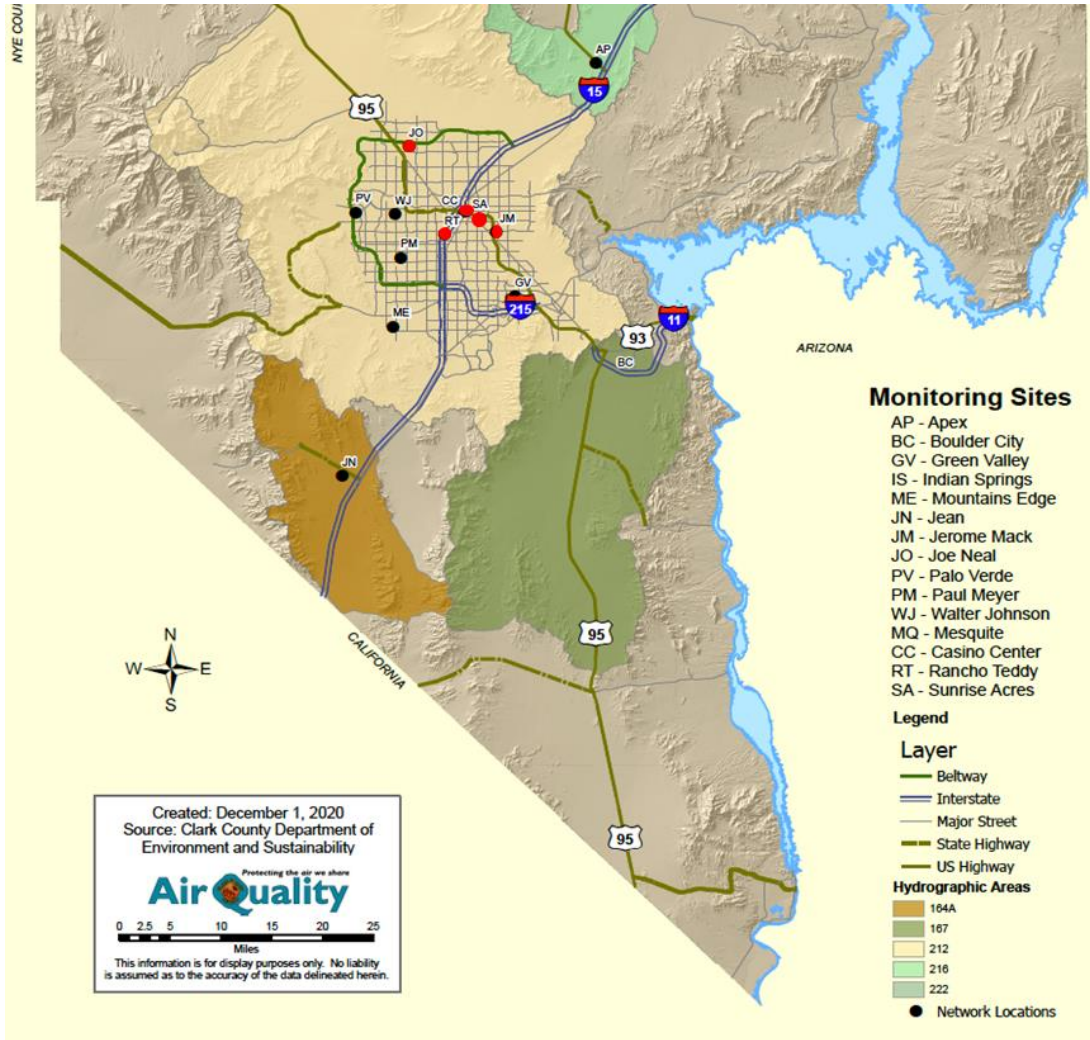 NYE COUN
AP
15
95
JO
PV
WJ
CC
SA
JM
RT
PM
GV
215
ME
11
93
BC
ARIZONA
JN
95
CALIFORNIA
95
N
W E
S
Monitoring Sites
AP - Apex
BC - Boulder City
GV - Green Valley
IS - Indian Springs
ME - Mountains Edge
JN - Jean
JM - Jerome Mack
JO - Joe Neal
PV - Palo Verde
PM - Paul Meyer
WJ - Walter Johnson
MQ - Mesquite
CC - Casino Center
RT - Rancho Teddy
SA - Sunrise Acres
Legend
Layer
Beltway
Interstate
Major Street
State Highway
US Highway
Hydrographic Areas
164A
167
212
216
222
Network Locations
Created: December 1, 2020
Source: Clark County Department of
Environment and Sustainability
Protecting the air we share
Air Quality
0 2.5 5 10 15 20 25
Miles
This information is for display purposes only. No liability
is assumed as to the accuracy of the data delineated herein.